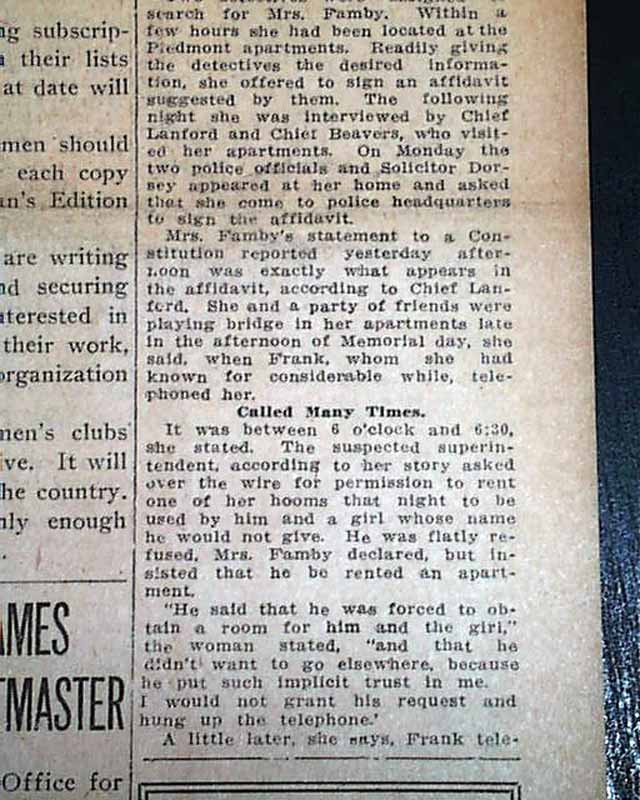 ng subscrip-
their lists
at date will
men should
each copy
an's Edition
are writing
nd securing
terested in
their work,
organization
men's clubs
ve. It will
he country.
nly enough
AMES
TMASTER
Office for
search for Mrs. Famby. Within a
few hours she had been located at the
Piedmont apartments. Readily giving
the detectives the desired informa-
tion, she offered to sign an affidavit
suggested by them. The following
night she was interviewed by Chief
Lanford and Chief Beavers, who visit-
ed her apartments. On Monday the
two police officials and Solicitor Dor-
sey appeared at her home and asked
that she come to police headquarters
to sign the affidavit.
Mrs. Famby's statement to a Con-
stitution reported yesterday after-
noon was exactly what appears in
the affidavit, according to Chief Lan-
ford. She and a party of friends were
playing bridge in her apartments late
in the afternoon of Memorial day, she
said, when Frank, whom she had
known for considerable while, tele-
phoned her.
Called Many Times.
It was between 6 o'clock and 6:30,
she stated. The suspected superin-
tendent, according to her story asked
over the wire for permission to rent
one of her hooms that night to be
used by him and a girl whose name
he would not give. He was flatly re-
fused, Mrs. Famby declared, but in-
sisted that he be rented an apart-
ment.
"He said that he was forced to ob-
tain a room for him and the girl,"
the woman stated, "and that he
didn't want to go elsewhere, because
he put such implicit trust in me.
I would not grant his request and
hung up the telephone.'
A little later, she says, Frank tele-